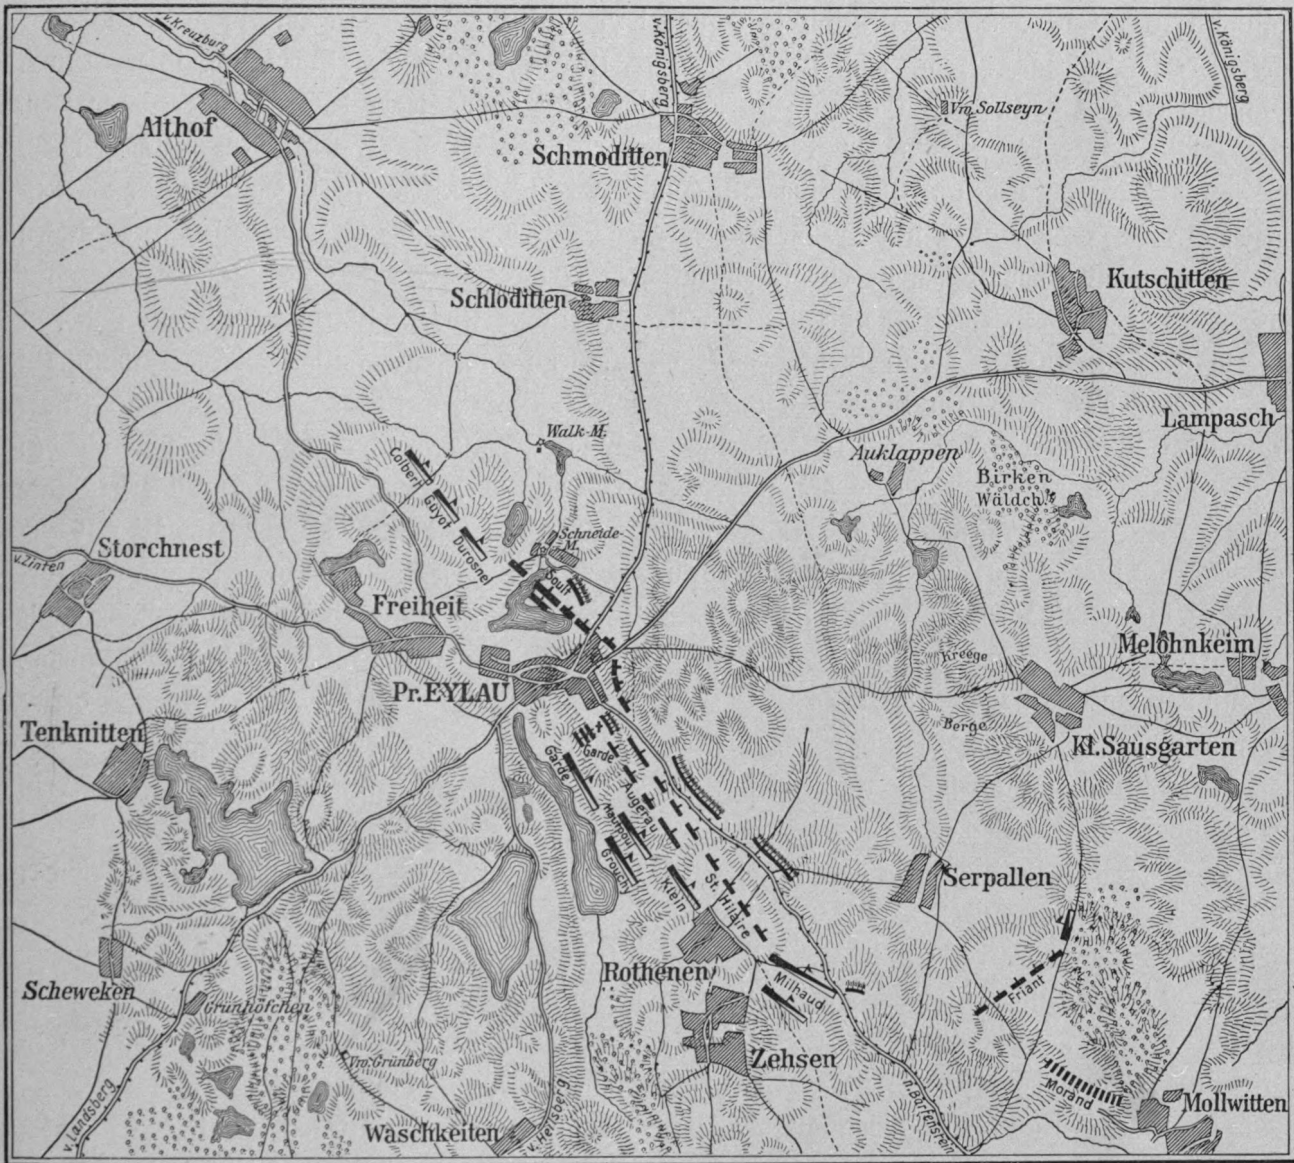 v. Kreuzburg
v. Königsberg
v. Königsberg
Althof
Vw. Sollseyn
Schmoditten
Kutschitten
Schloditten
Lampasch
Walk-M.
Auklappen
Colbert
Birken
Wäldch.
Guyot
Durosnel
Schneide-
M.
Storchnest
v. Zinten
Soult
Freiheit
Kreege
Melohnkeim
Pr. EYLAU
Berge
Tenknitten
Kl. Sausgarten
Garde
Garde
Augerau
Grouchy
Klein
St. Hilaire
Serpallen
Rothenen
Milhaud
Friant
Scheweken
Grünhöfchen
Zehsen
Vw. Grünberg
Morand
Mollwitten
v. Landsberg
Waschkeiten
v. Heilsberg
n. Bartenstein